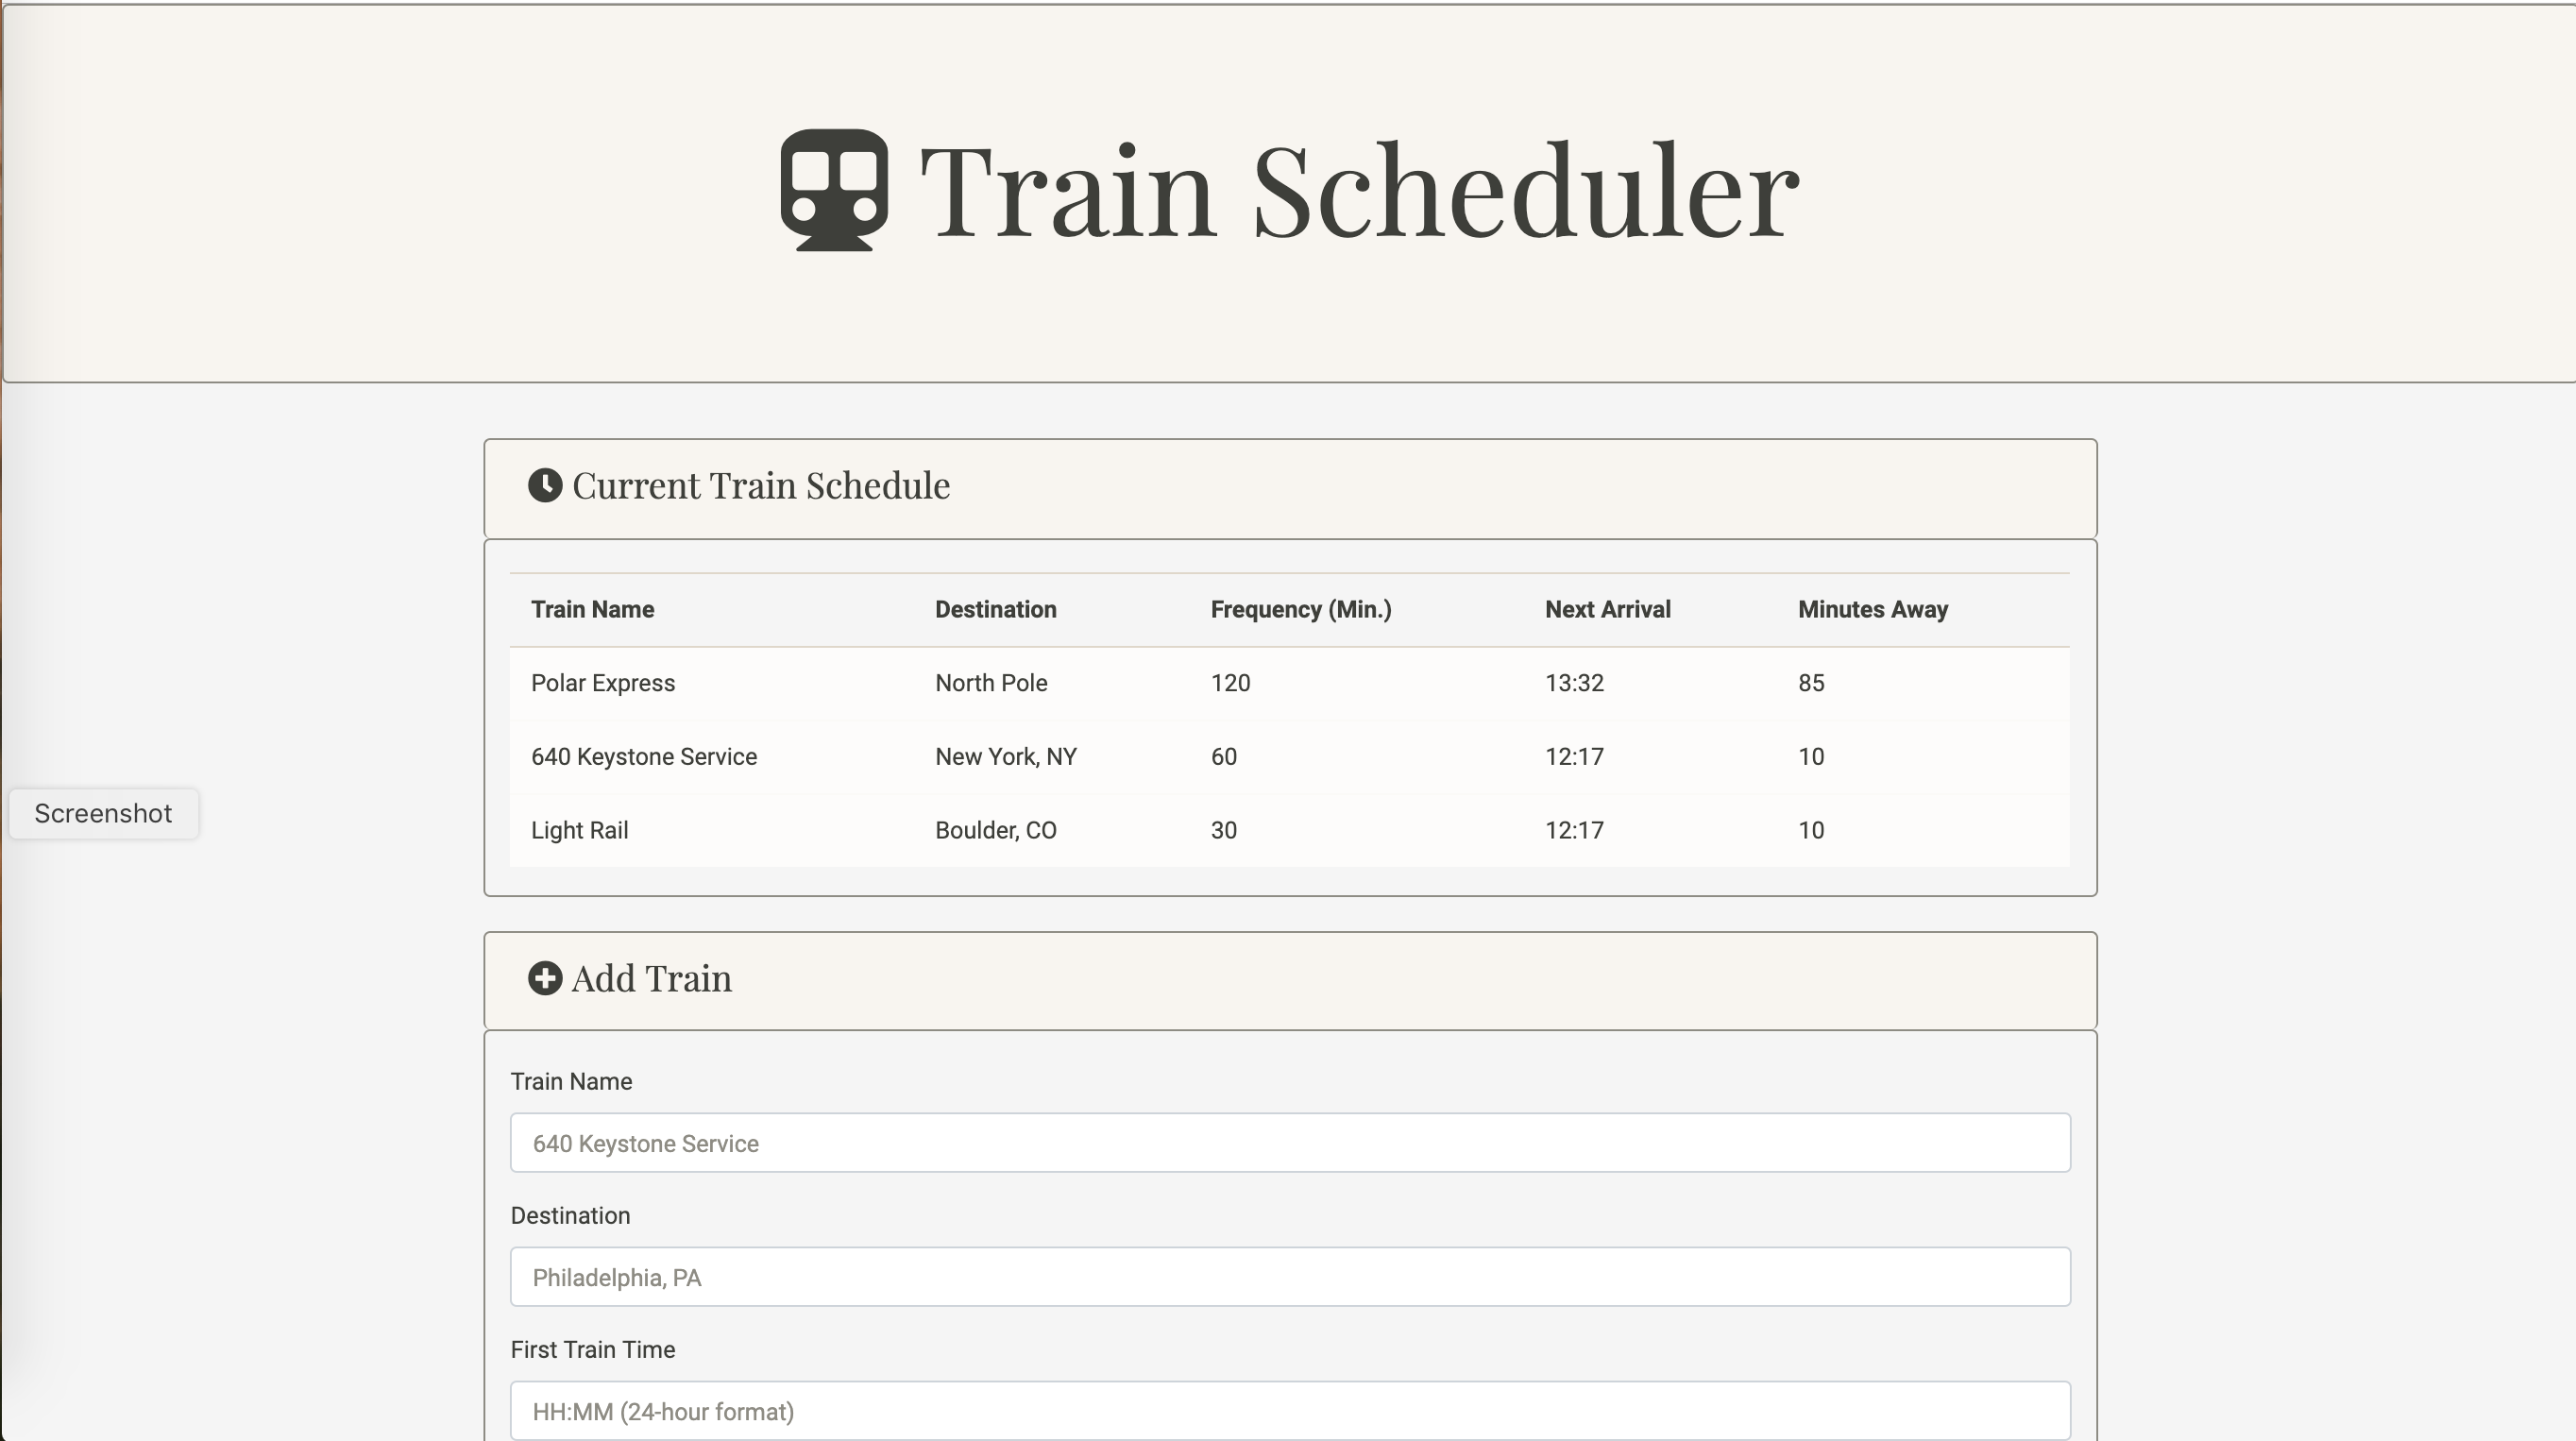 Train Scheduler
Current Train Schedule
Train Name Destination Frequency (Min.) Next Arrival Minutes Away
Polar Express North Pole 120 13:32 85
640 Keystone Service New York, NY 60 12:17 10
Light Rail Boulder, CO 30 12:17 10
Screenshot
Add Train
Train Name
640 Keystone Service
Destination
Philadelphia, PA
First Train Time
HH:MM (24-hour format)